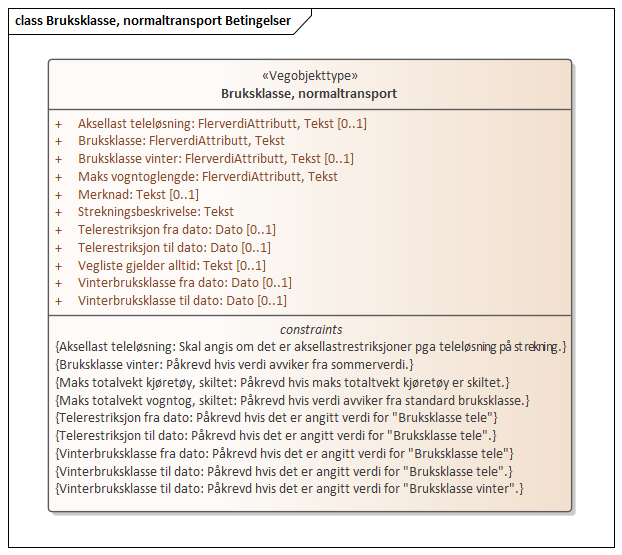 class Bruksklasse, normaltransport Betingelser
«Vegobjekttype»
Bruksklasse, normaltransport
+ Aksellast teleløsning: FlerverdiAttributt, Tekst [0..1]
+ Bruksklasse: FlerverdiAttributt, Tekst
+ Bruksklasse vinter: FlerverdiAttributt, Tekst [0..1]
+ Maks vogntoglengde: FlerverdiAttributt, Tekst
+ Merknad: Tekst [0..1]
+ Strekningsbeskrivelse: Tekst
+ Telerestriksjon fra dato: Dato [0..1]
+ Telerestriksjon til dato: Dato [0..1]
+ Vegliste gjelder alltid: Tekst [0..1]
+ Vinterbruksklasse fra dato: Dato [0..1]
+ Vinterbruksklasse til dato: Dato [0..1]
constraints
{Aksellast teleløsning: Skal angis om det er aksellastrestriksjoner pga teleløsning på strekning.}
{Bruksklasse vinter: Påkrevd hvis verdi avviker fra sommerverdi.}
{Maks totalvekt kjøretøy, skiltet: Påkrevd hvis maks totaltvekt kjøretøy er skiltet.}
{Maks totalvekt vogntog, skiltet: Påkrevd hvis verdi avviker fra standard bruksklasse.}
{Telerestriksjon fra dato: Påkrevd hvis det er angitt verdi for "Bruksklasse tele"}
{Telerestriksjon til dato: Påkrevd hvis det er angitt verdi for "Bruksklasse tele".}
{Vinterbruksklasse fra dato: Påkrevd hvis det er angitt verdi for "Bruksklasse tele"}
{Vinterbruksklasse til dato: Påkrevd hvis det er angitt verdi for "Bruksklasse tele".}
{Vinterbruksklasse til dato: Påkrevd hvis det er angitt verdi for "Bruksklasse vinter".}